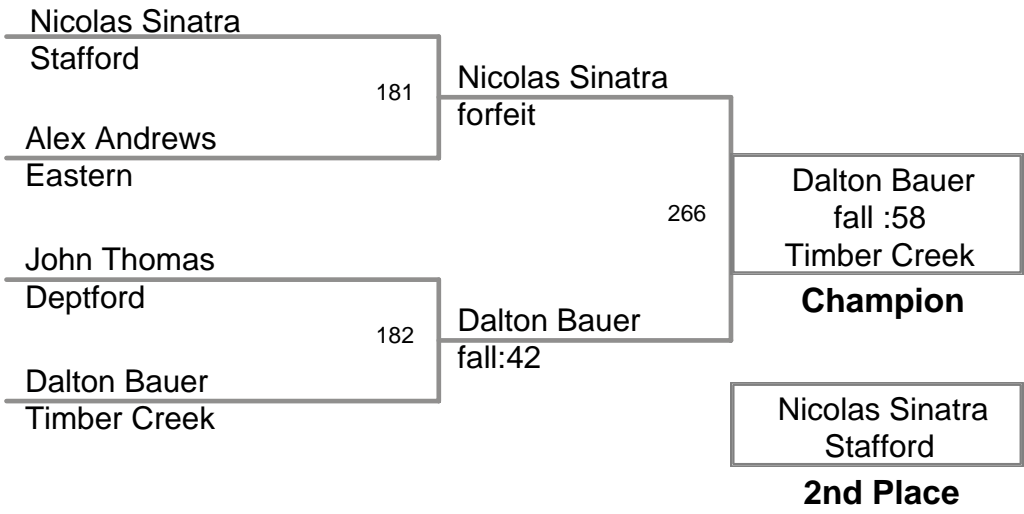 Nicolas Sinatra
Stafford
181
Alex Andrews
Eastern
Nicolas Sinatra
forfeit
John Thomas
Deptford
182
Dalton Bauer
Timber Creek
Dalton Bauer
fall:42
266
Dalton Bauer
fall :58
Timber Creek
Champion
Nicolas Sinatra
Stafford
2nd Place